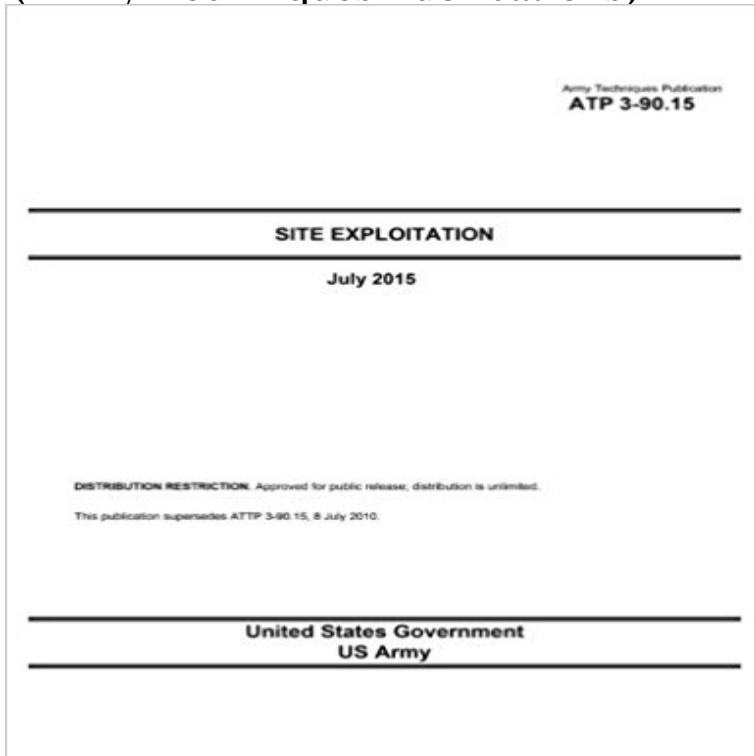 Army Techniques Publication
ATP 3-90.15
SITE EXPLOITATION
July 2015
DISTRIBUTION RESTRICTION. Approved for public release; distribution is unlimited.
This publication supersedes ATTP 3-90.15, 8 July 2010.
United States Government
US Army